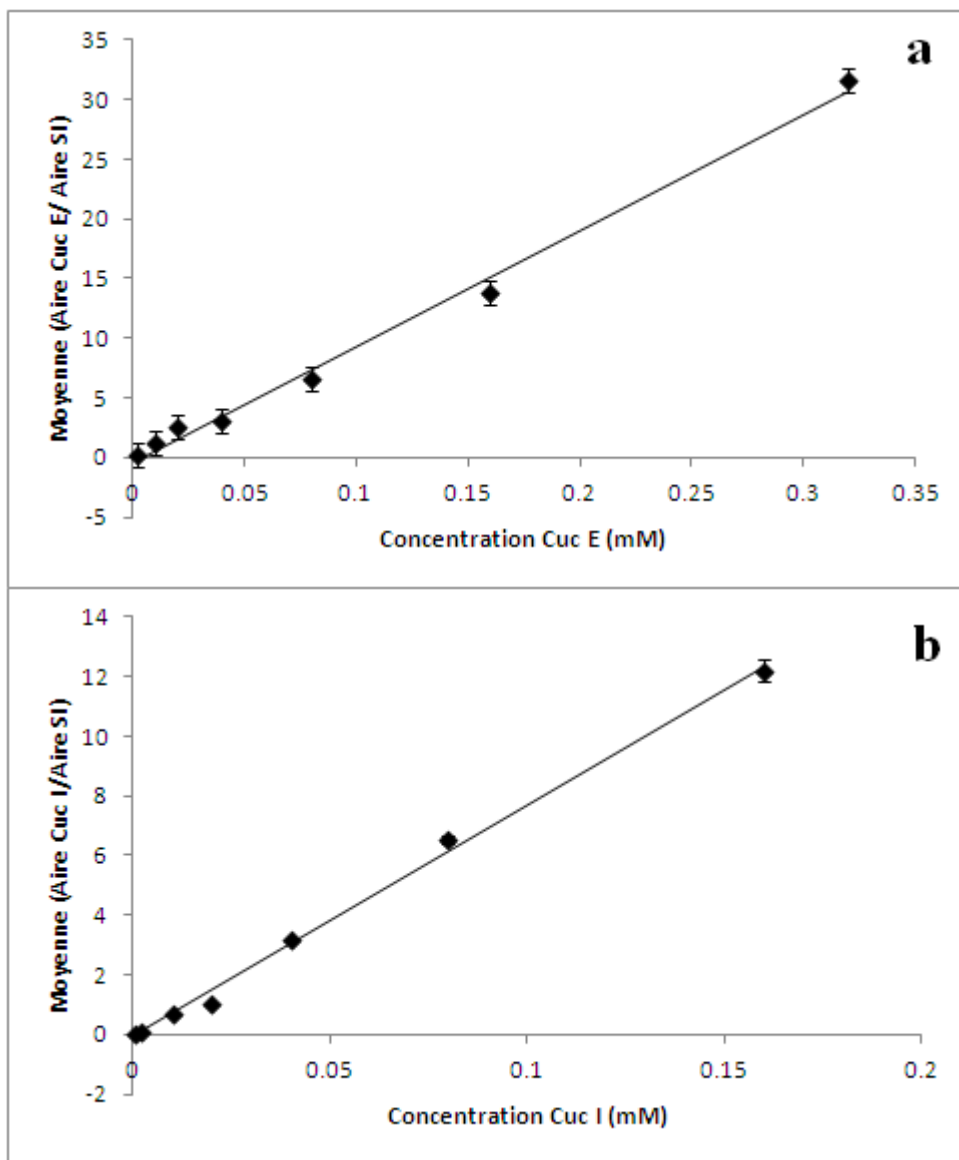 a
Moyenne (Aire Cuc E/ Aire SI)
35
30
25
20
15
10
5
0
-5
0 0.05 0.1 0.15 0.2 0.25 0.3 0.35
Concentration Cuc E (mM)
b
Moyenne (Aire Cuc I/Aire SI)
14
12
10
8
6
4
2
0
-2
0 0.05 0.1 0.15 0.2
Concentration Cuc I (mM)